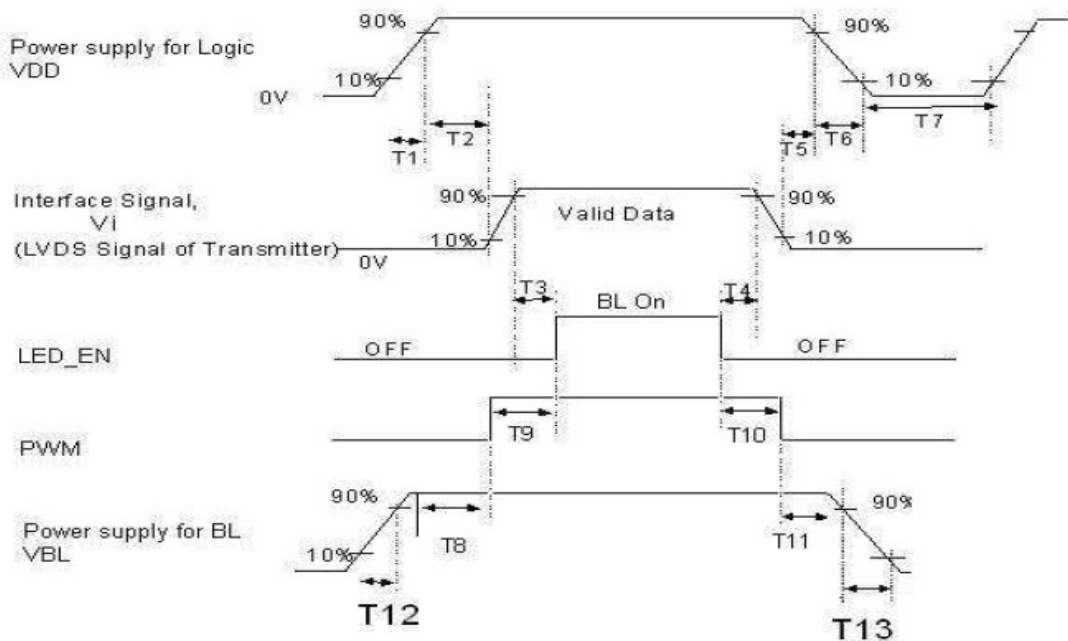 90%
90%
Power supply for Logic
VDD
10%
10%
0V
T7
T1
T2
T5
T6
Interface Signal,
Vi
(LVDS Signal of Transmitter)
90%
Valid Data
90%
10%
10%
0V
T3
BL On
T4
LED_EN
OFF
OFF
T9
T10
PWM
90%
90%
Power supply for BL
VBL
T8
T11
10%
T12
T13